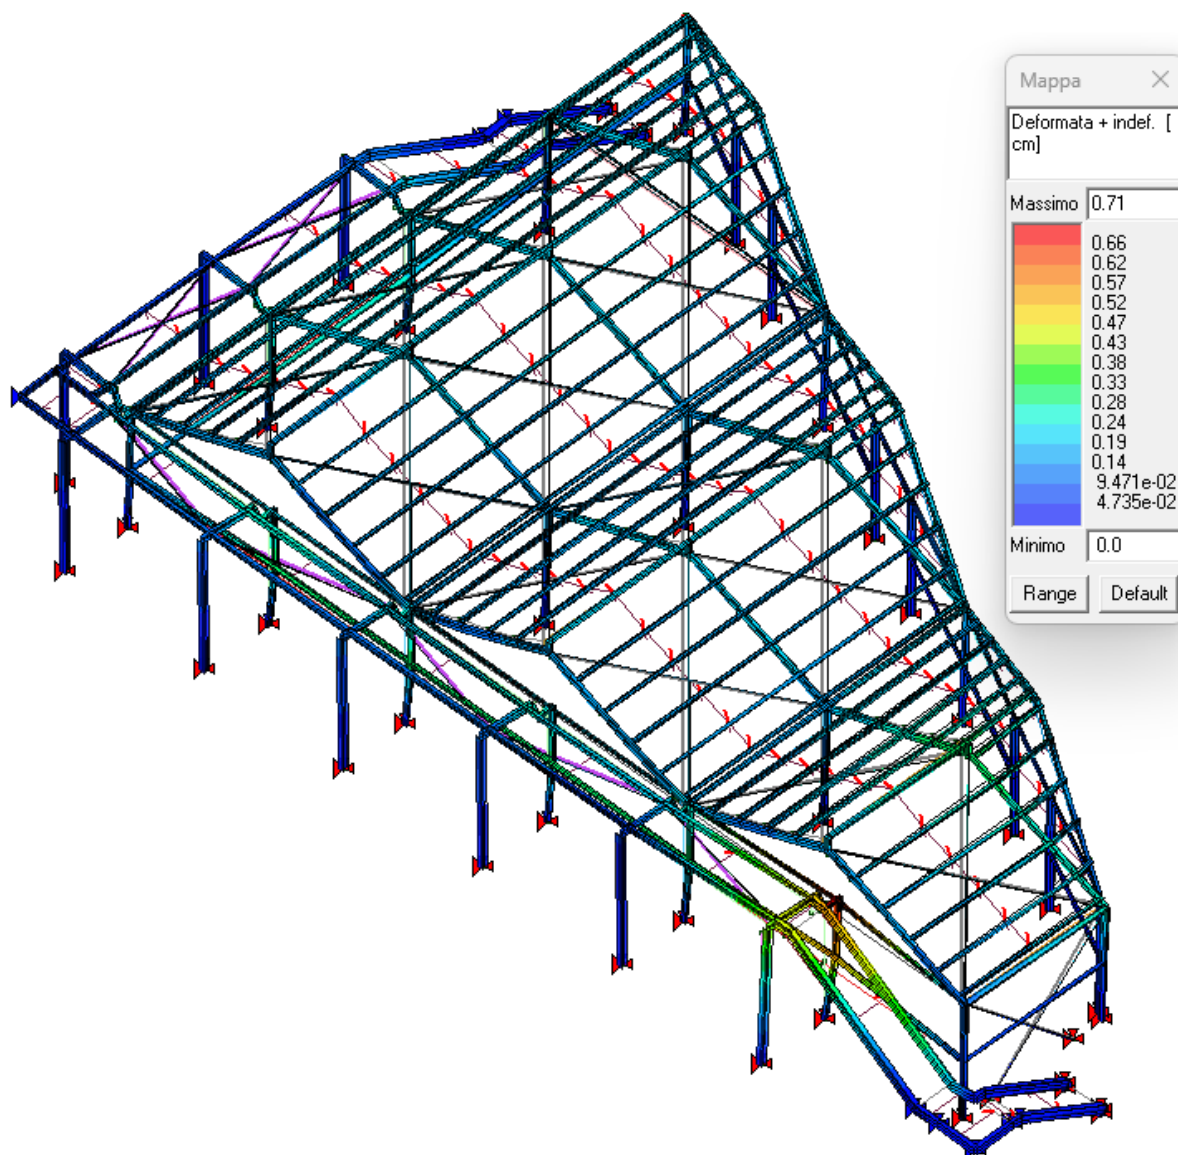 Mappa
Deformata + indef. [
cm]
Massimo 0.71
0.66
0.62
0.57
0.52
0.47
0.43
0.38
0.33
0.28
0.24
0.19
0.14
9.471e-02
4.735e-02
Minimo 0.0
Range Default